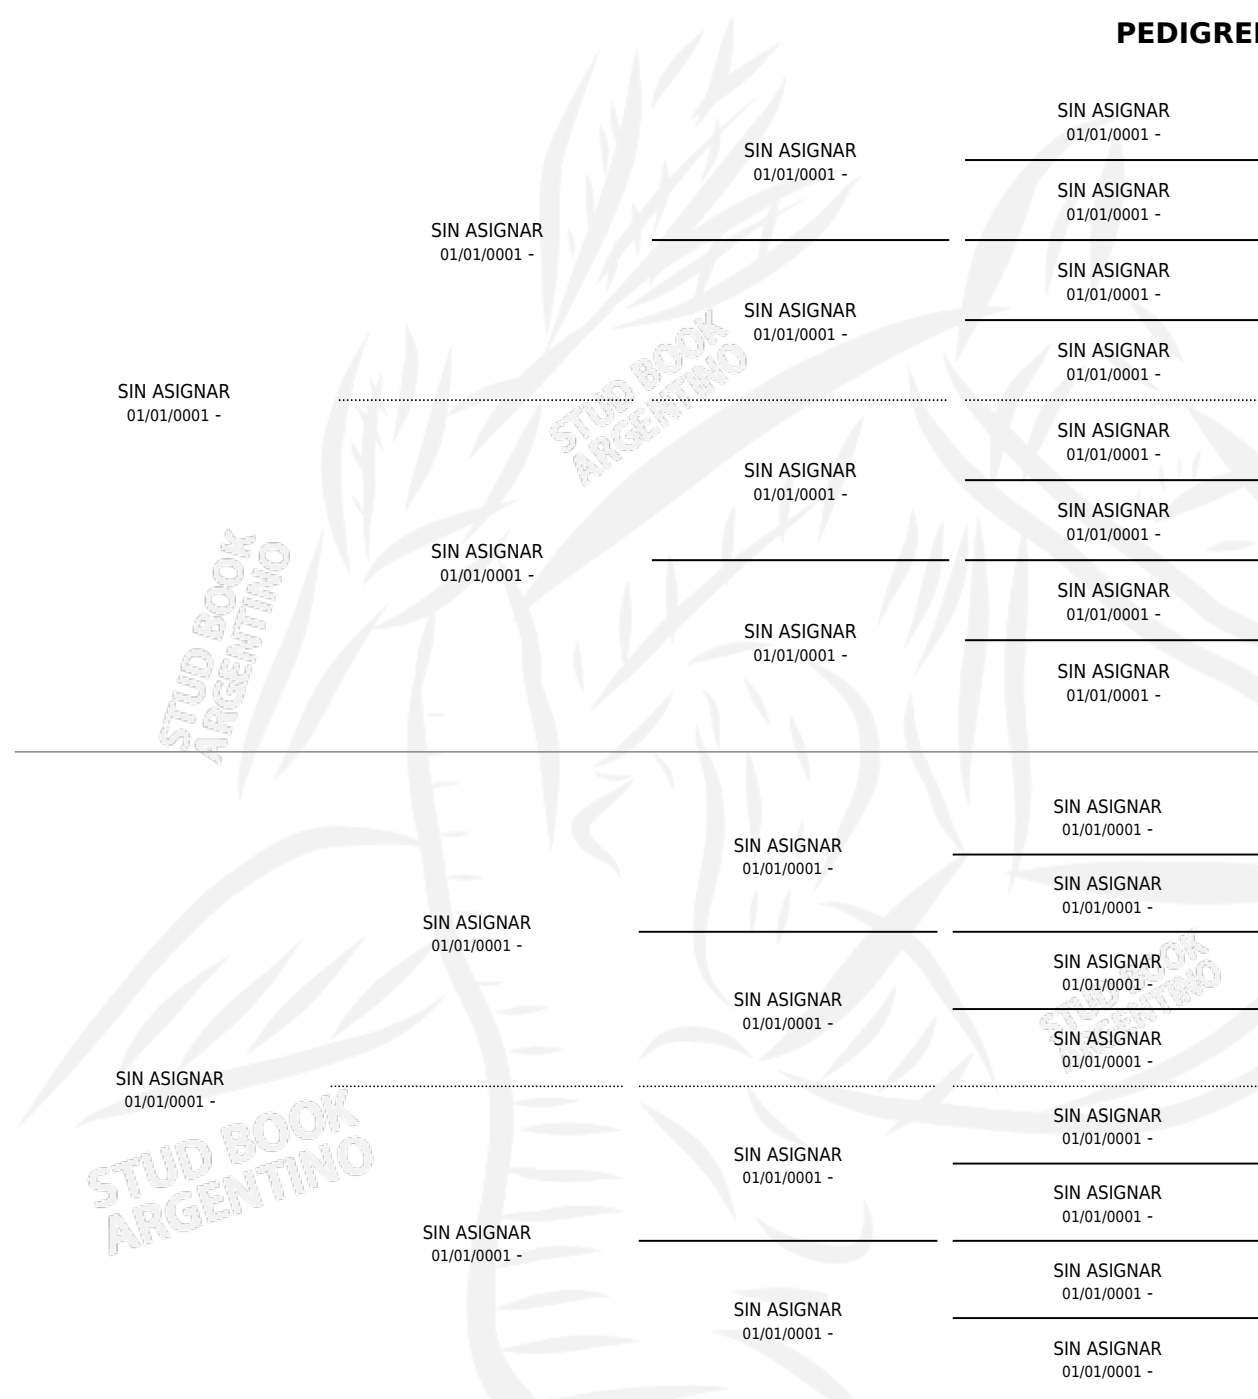 PEDIGREE
SIN ASIGNAR
01/01/0001 -
SIN ASIGNAR
01/01/0001 -
SIN ASIGNAR
01/01/0001 -
SIN ASIGNAR
01/01/0001 -
SIN ASIGNAR
01/01/0001 -
SIN ASIGNAR
01/01/0001 -
SIN ASIGNAR
01/01/0001 -
SIN ASIGNAR
01/01/0001 -
STUD BOOK
ARGENTINO
SIN ASIGNAR
01/01/0001 -
SIN ASIGNAR
01/01/0001 -
SIN ASIGNAR
01/01/0001 -
SIN ASIGNAR
01/01/0001 -
SIN ASIGNAR
01/01/0001 -
SIN ASIGNAR
01/01/0001 -
SIN ASIGNAR
01/01/0001 -
STUD BOOK
ARGENTINO
SIN ASIGNAR
01/01/0001 -
SIN ASIGNAR
01/01/0001 -
SIN ASIGNAR
01/01/0001 -
SIN ASIGNAR
01/01/0001 -
SIN ASIGNAR
01/01/0001 -
SIN ASIGNAR
01/01/0001 -
STUD BOOK
ARGENTINO
SIN ASIGNAR
01/01/0001 -
SIN ASIGNAR
01/01/0001 -
SIN ASIGNAR
01/01/0001 -
SIN ASIGNAR
01/01/0001 -
STUD BOOK
ARGENTINO
SIN ASIGNAR
01/01/0001 -
SIN ASIGNAR
01/01/0001 -
SIN ASIGNAR
01/01/0001 -
SIN ASIGNAR
01/01/0001 -
SIN ASIGNAR
01/01/0001 -